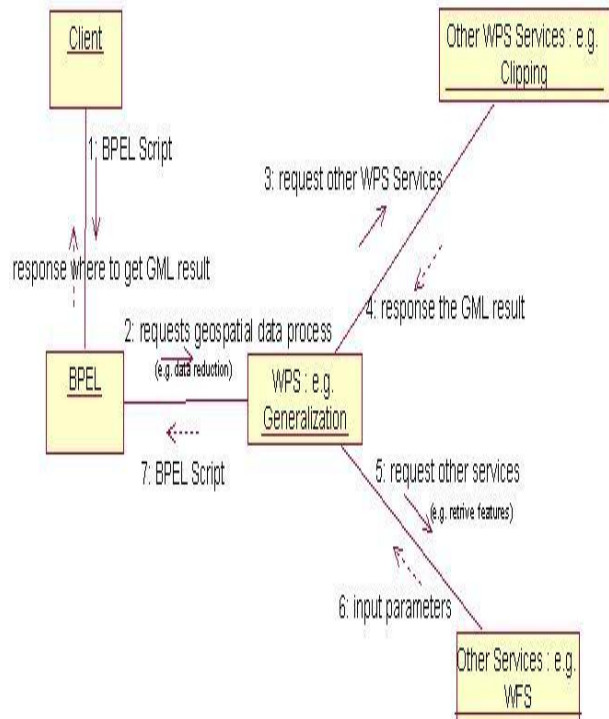 Client
Other WPS Services : e.g.
Clipping
1: BPEL Script
3: request other WPS Services
response where to get GML result
4: response the GML result
2: requests geospatial data process
(e.g. data reduction)
BPEL
WPS : e.g.
Generalization
7: BPEL Script
5: request other services
(e.g. retrive features)
6: input parameters
Other Services : e.g.
WFS